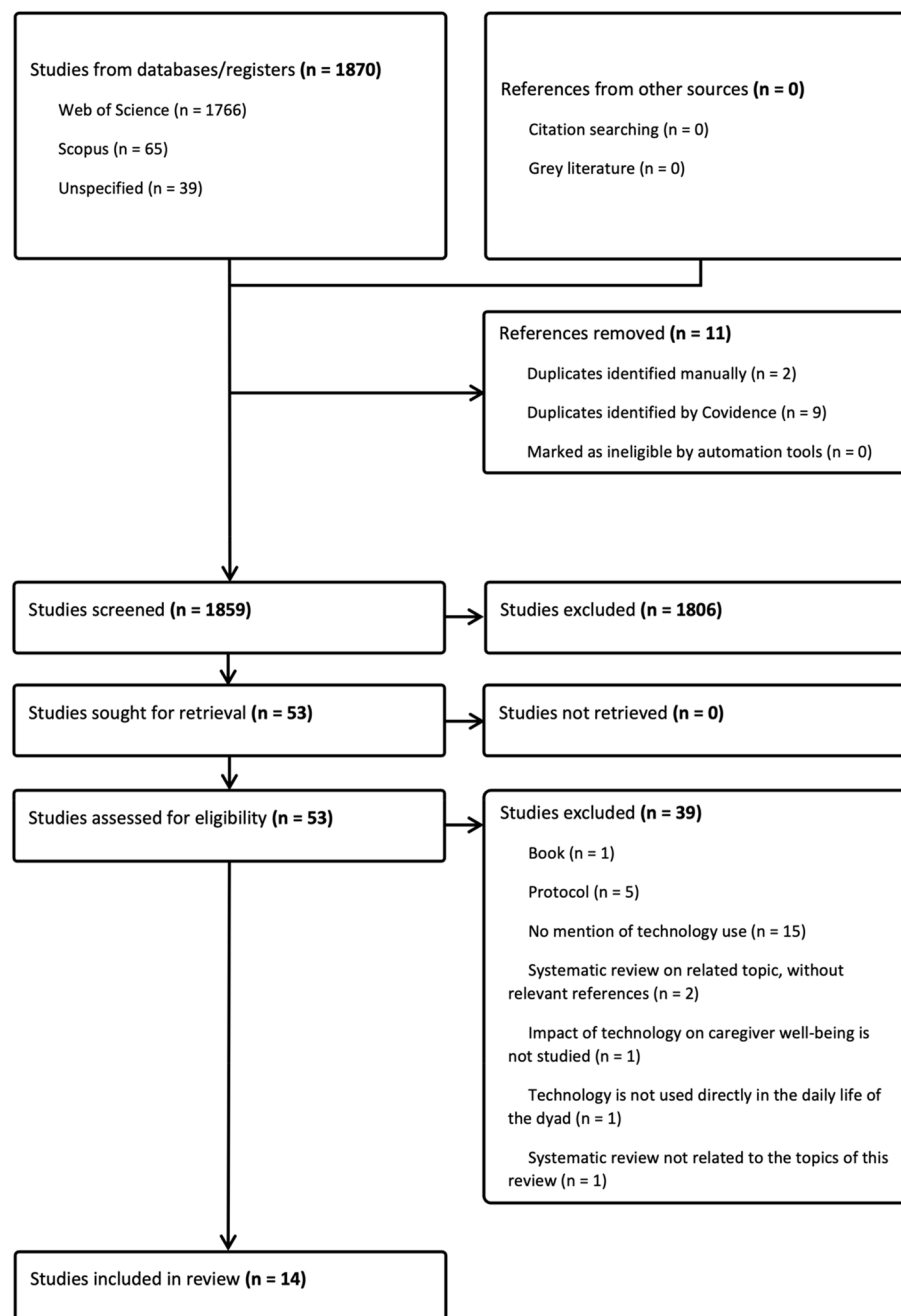 Studies from databases/registers (n = 1870)
Web of Science (n = 1766)
Scopus (n = 65)
Unspecified (n = 39)
References from other sources (n = 0)
Citation searching (n = 0)
Grey literature (n = 0)
References removed (n = 11)
Duplicates identified manually (n = 2)
Duplicates identified by Covidence (n = 9)
Marked as ineligible by automation tools (n = 0)
Studies screened (n = 1859)
Studies excluded (n = 1806)
Studies sought for retrieval (n = 53)
Studies not retrieved (n = 0)
Studies assessed for eligibility (n = 53)
Studies excluded (n = 39)
Book (n = 1)
Protocol (n = 5)
No mention of technology use (n = 15)
Systematic review on related topic, without
relevant references (n = 2)
Impact of technology on caregiver well-being is
not studied (n = 1)
Technology is not used directly in the daily life of
the dyad (n = 1)
Systematic review not related to the topics of this
review (n = 1)
Studies included in review (n = 14)